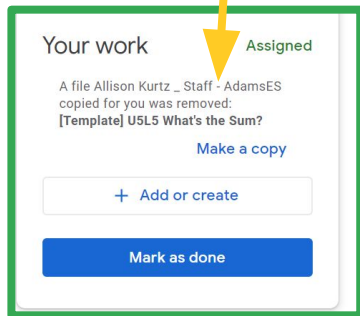 Your work Assigned
A file Allison Kurtz _ Staff - AdamsES
copied for you was removed:
[Template] U5L5 What's the Sum?
Make a copy
+ Add or create
Mark as done